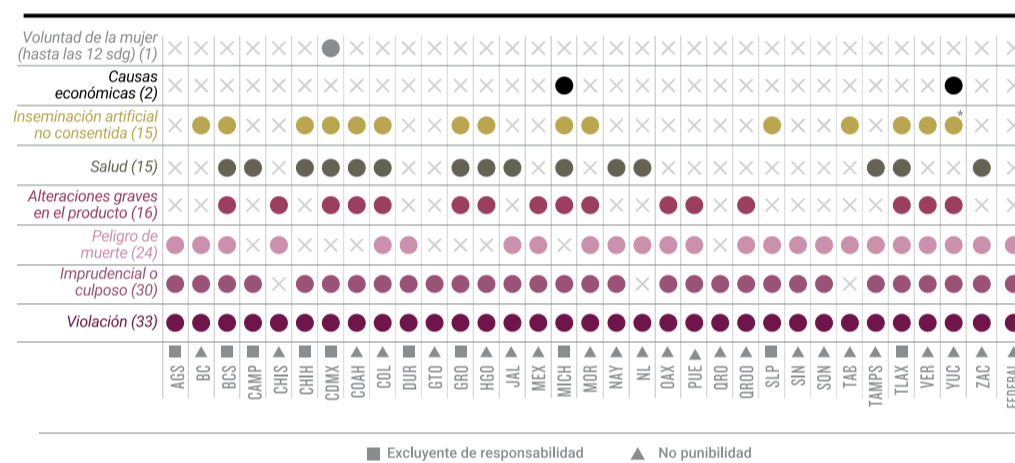 Voluntad de la mujer
(hasta las 12 sdg) (1)
Causas
económicas (2)
Inseminación artificial
no consentida (15)
*
Salud (15)
Alteraciones graves
en el producto (16)
Peligro de
muerte (24)
Imprudencial o
culposo (30)
Violación (33)
AGS
BC
BCS
CAMP
CHIS
CHIH
CDMX
COAH
COL
DUR
GTO
GRO
HGO
JAL
MEX
MICH
MOR
NAY
NL
OAX
PUE
QRO
QROO
SLP
SIN
SON
TAB
TAMPS
TLAX
VER
YUC
ZAC
FEDERAL
Excluyente de responsabilidad
No punibilidad